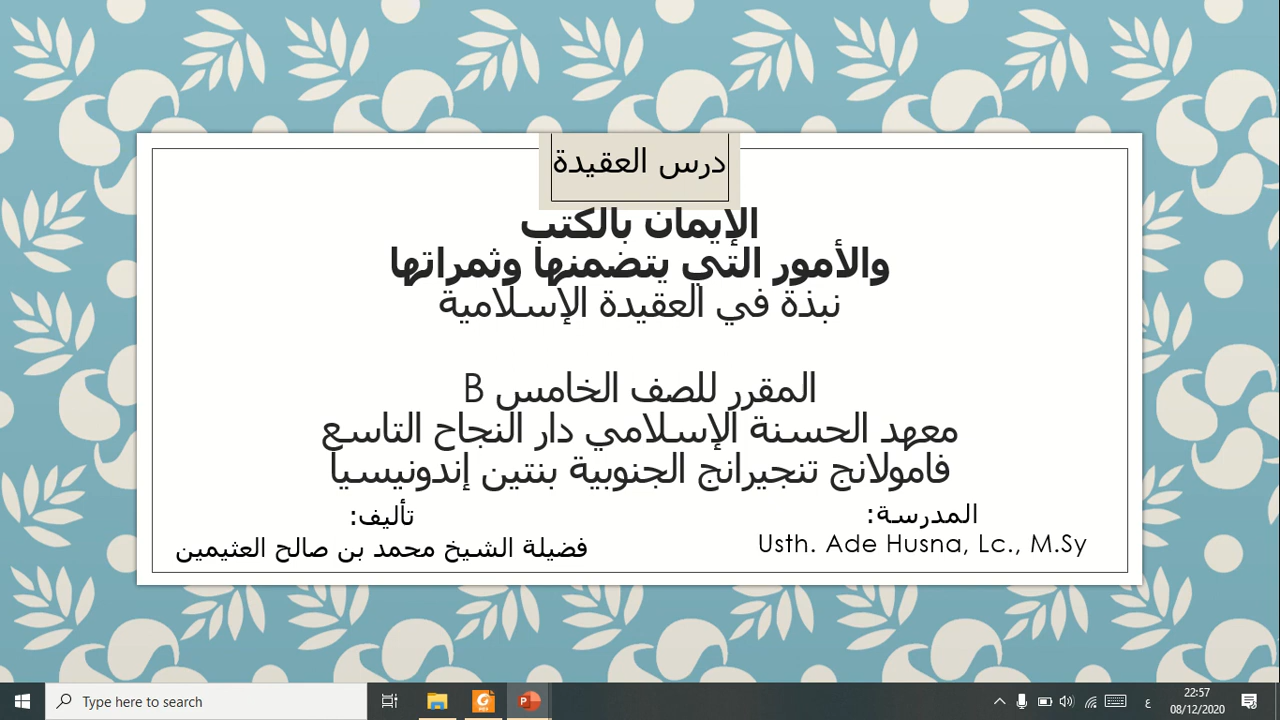 درس العقيدة
الإيمان بالكتب
والأمور التي يتضمنها وثمراتها
نبذة في العقيدة الإسلامية
المقرر للصف الخامس B
معهد الحسنة الإسلامي دار النجاح التاسع
فامولانج تنجيرانج الجنوبية بنتين إندونيسيا
المدرسة:
Usth. Ade Husna, Lc., M.Sy
تأليف:
فضيلة الشيخ محمد بن صالح العثيمين
Type here to search
ع
22:57
08/12/2020